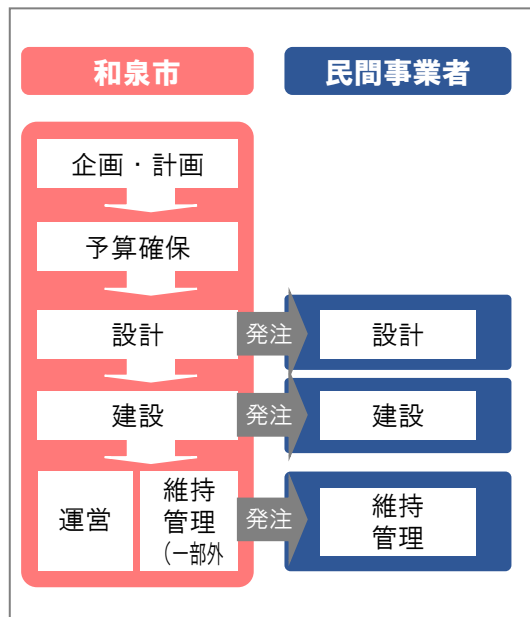 和泉市
民間事業者
企画・計画
予算確保
設計
発注
設計
建設
発注
建設
運営
維持
管理
（一部外
発注
維持
管理